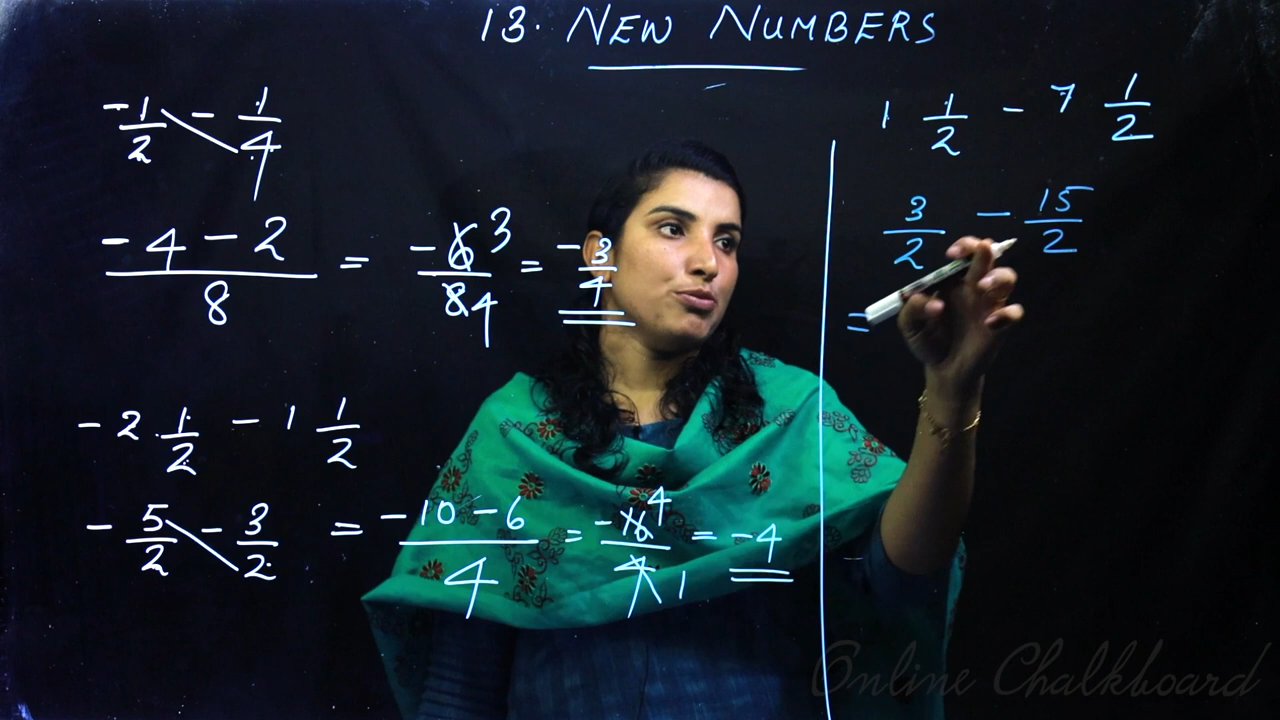 13. NEW NUMBERS
-1/2 - 1/4
-4-2/8 = -6 3/8 4 = -3/4
-2 1/2 - 1 1/2
-5/2 - 3/2 = -10-6/4 = -16 4/4 1 = -4
1 1/2 - 7 1/2
3/2 - 15/2
=
Online Chalkboard